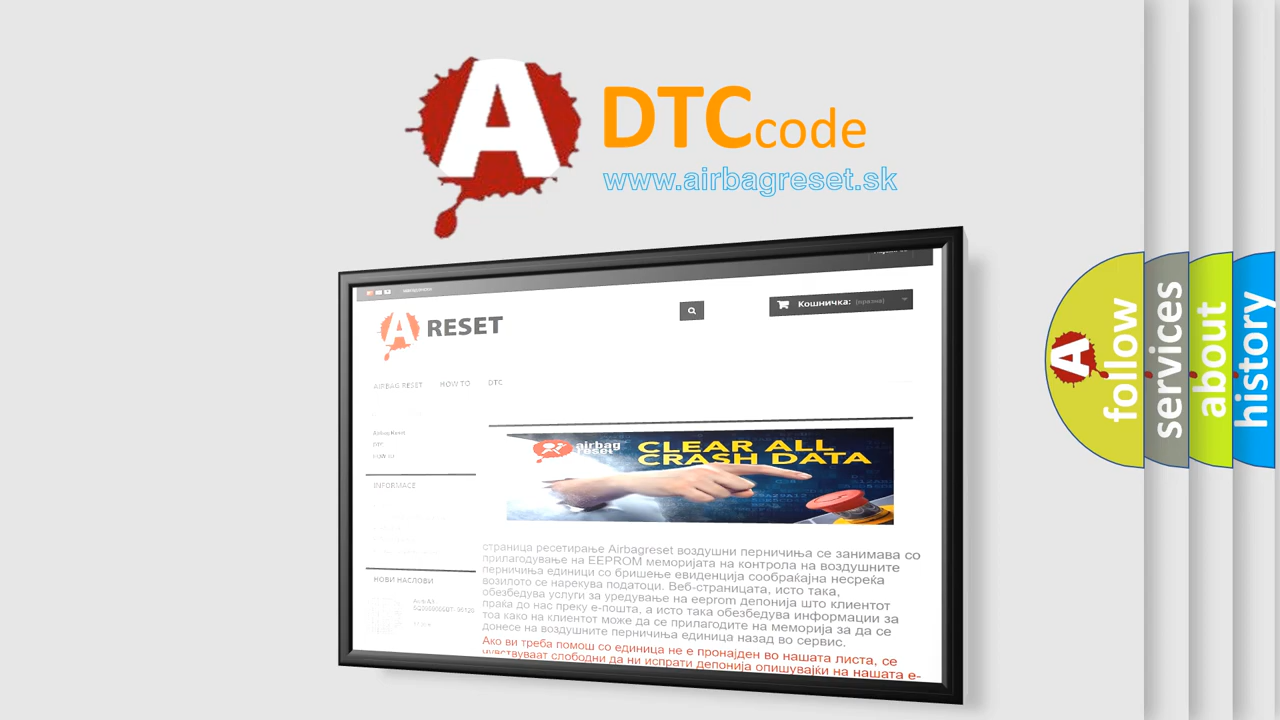 A
DTC code
www.airbagreset.sk
Кошничка: (празна)
A RESET
AIRBAG RESET HOW TO DTC
Airbag Reset
DTC
INFORMACE
НОВИ НАСЛОВИ
airbag
reset
CLEAR ALL
CRASH DATA
страница ресетирање Airbagreset воздушни перничиња се занимава со
прилагодување на EEPROM меморијата на контрола на воздушните
перничиња единици со бришење евиденција сообраќајна несреќа
возилото се нарекува податоци. Веб-страницата, исто така,
обезбедува услуги за уредување на eeprom депонија што клиентот
праќа до нас преку е-пошта, а исто така обезбедува информации за
тоа како на клиентот може да се прилагодите на меморија за да се
донесе на воздушните перничиња единица назад во сервис.
Ако ви треба помош со единица не е пронајден во нашата листа, се
чувствуваат слободни да ни испрати депонија опишувајќи на нашата е-
A
follow
services
about
history